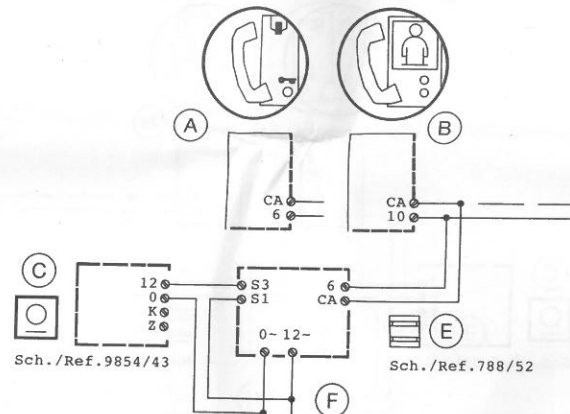 A
B
CA
6
CA
10
C
12
0
K
Z
S3
S1
6
CA
0~ 12~
E
Sch./Ref.9854/43
Sch./Ref.788/52
F